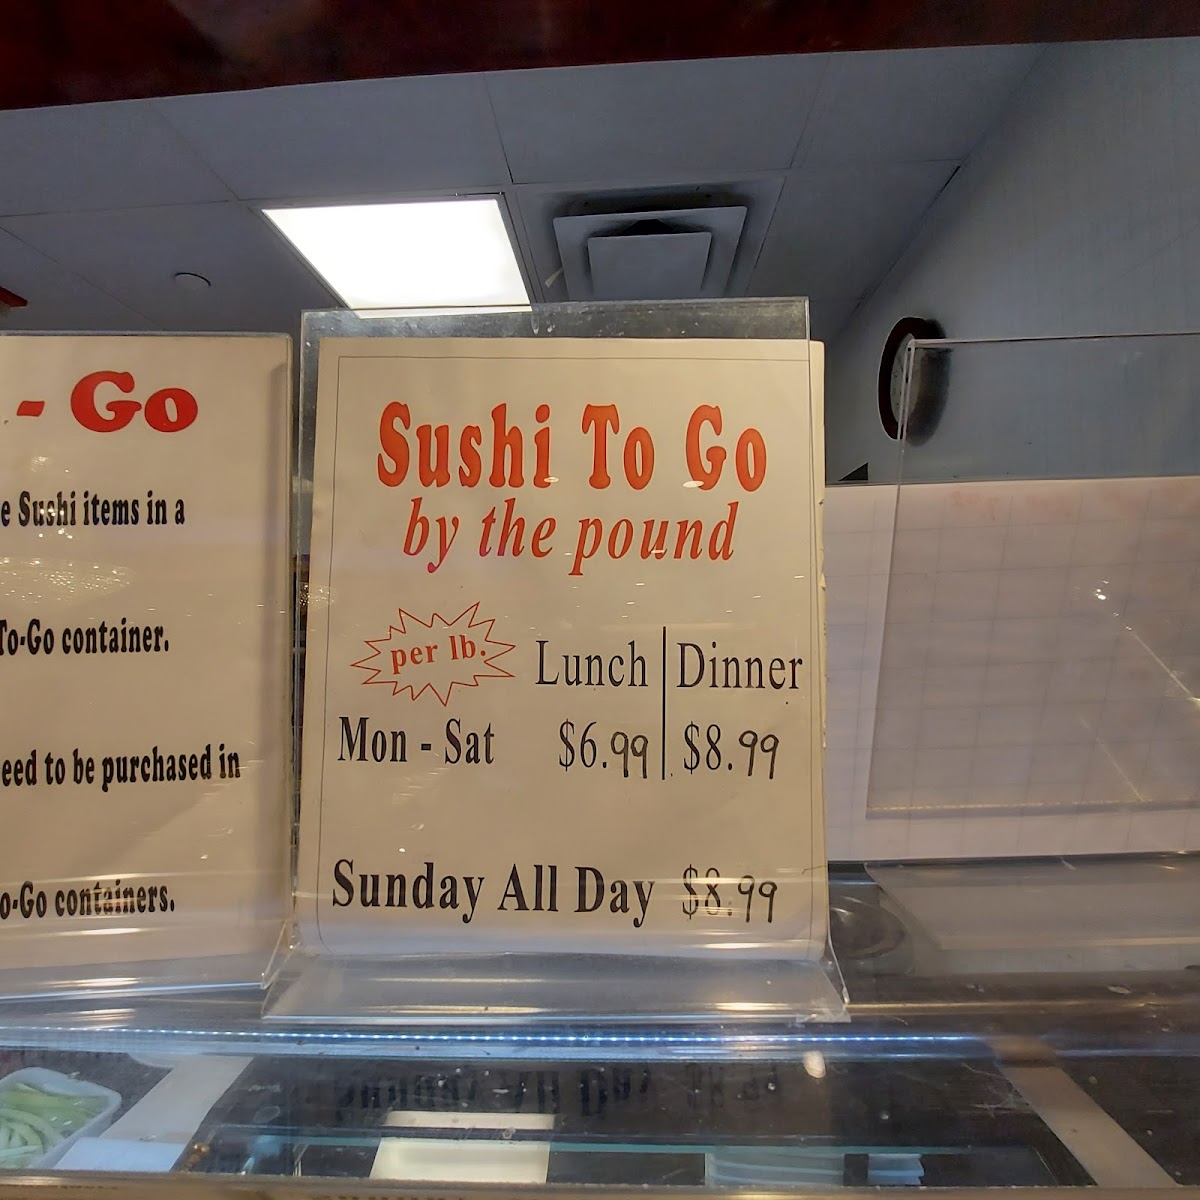 - Go
e Sushi items in a
To-Go container.
eed to be purchased in
o-Go containers.
Sushi To Go
by the pound
per lb. Lunch Dinner
Mon - Sat $6.99 $8.99
Sunday All Day $8.99